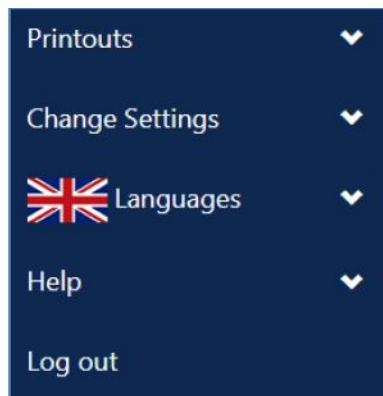 Printouts
Change Settings
Languages
Help
Log out